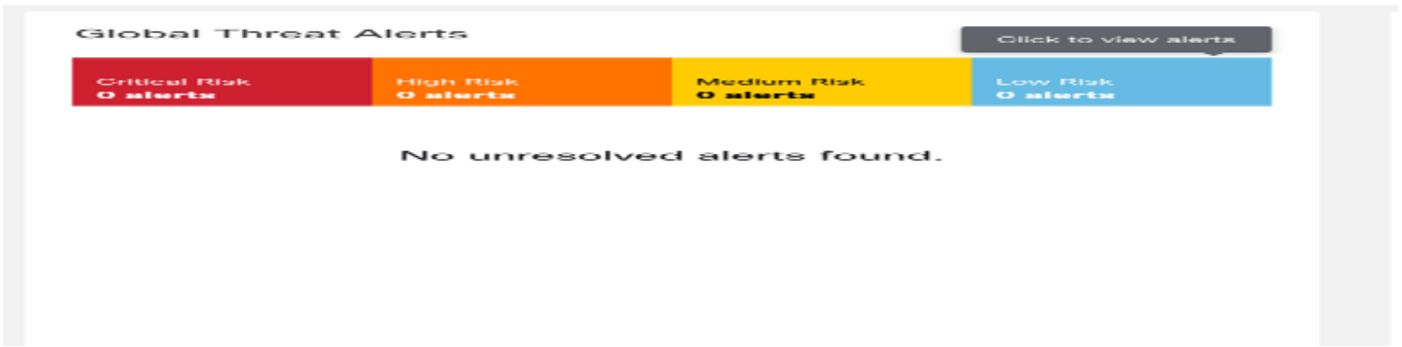 Global Threat Alerts
Click to view alerts
Critical Risk
0 alerts
High Risk
0 alerts
Medium Risk
0 alerts
Low Risk
0 alerts
No unresolved alerts found.